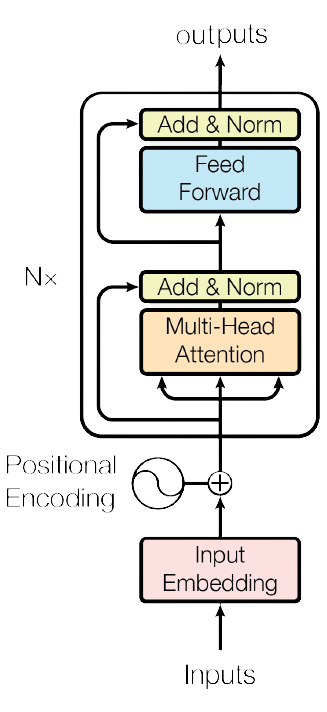 outputs
Add & Norm
Feed
Forward
Nx
Add & Norm
Multi-Head
Attention
Positional
Encoding
Input
Embedding
Inputs